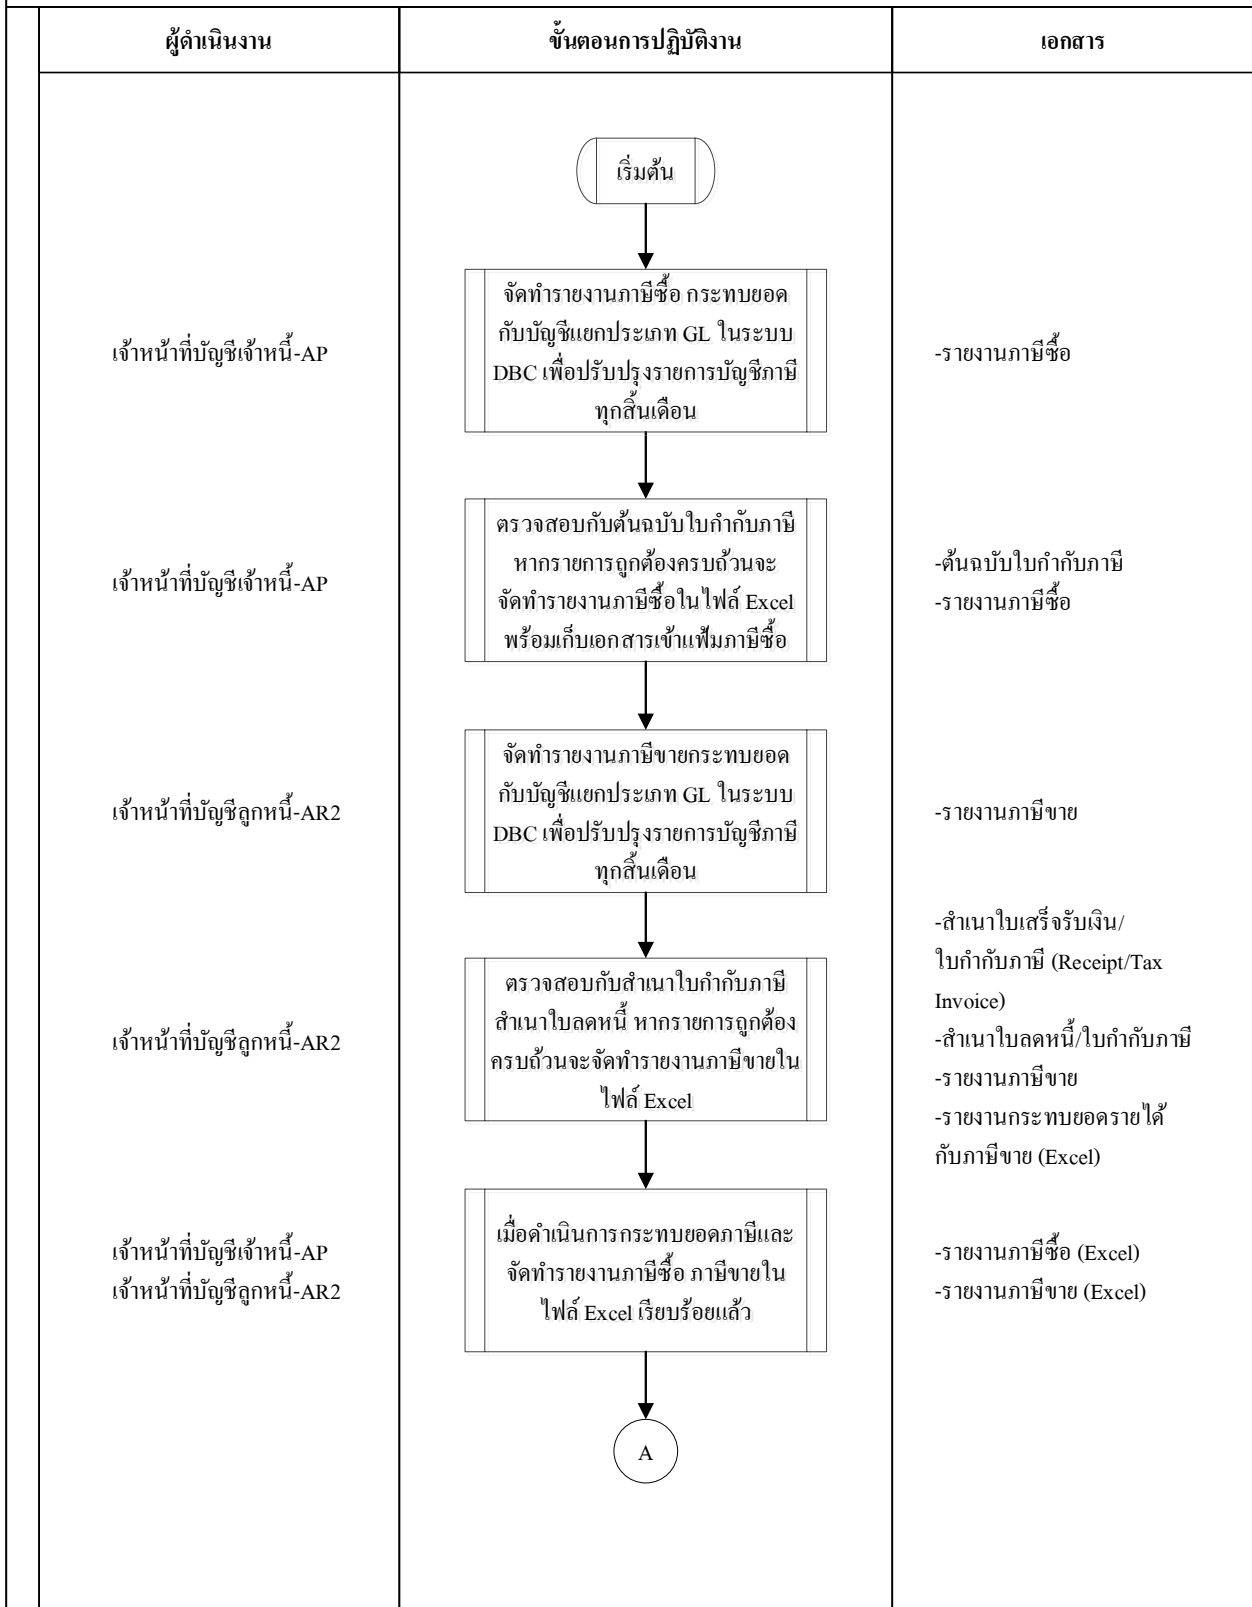 ผู้ดำเนินงาน
ขั้นตอนการปฏิบัติงาน
เอกสาร
เริ่มต้น
เจ้าหน้าที่บัญชีเจ้าหนี้-AP
จัดทำรายงานภาษีซื้อ กระทบยอด
กับบัญชีแยกประเภท GL ในระบบ
DBC เพื่อปรับปรุงรายการบัญชีภาษี
ทุกสิ้นเดือน
-รายงานภาษีซื้อ
เจ้าหน้าที่บัญชีเจ้าหนี้-AP
ตรวจสอบกับต้นฉบับใบกำกับภาษี
หากรายการถูกต้องครบถ้วนจะ
จัดทำรายงานภาษีซื้อในไฟล์ Excel
พร้อมเก็บเอกสารเข้าแฟ้มภาษีซื้อ
-ต้นฉบับใบกำกับภาษี
-รายงานภาษีซื้อ
เจ้าหน้าที่บัญชีลูกหนี้-AR2
จัดทำรายงานภาษีขายกระทบยอด
กับบัญชีแยกประเภท GL ในระบบ
DBC เพื่อปรับปรุงรายการบัญชีภาษี
ทุกสิ้นเดือน
-รายงานภาษีขาย
เจ้าหน้าที่บัญชีลูกหนี้-AR2
ตรวจสอบกับสำเนาใบกำกับภาษี
สำเนาใบลดหนี้ หากรายการถูกต้อง
ครบถ้วนจะจัดทำรายงานภาษีขายใน
ไฟล์ Excel
-สำเนาใบเสร็จรับเงิน/
ใบกำกับภาษี (Receipt/Tax
Invoice)
-สำเนาใบลดหนี้/ใบกำกับภาษี
-รายงานภาษีขาย
-รายงานกระทบยอดรายได้
กับภาษีขาย (Excel)
เจ้าหน้าที่บัญชีเจ้าหนี้-AP
เจ้าหน้าที่บัญชีลูกหนี้-AR2
เมื่อดำเนินการกระทบยอดภาษีและ
จัดทำรายงานภาษีซื้อ ภาษีขายใน
ไฟล์ Excel เรียบร้อยแล้ว
-รายงานภาษีซื้อ (Excel)
-รายงานภาษีขาย (Excel)
A